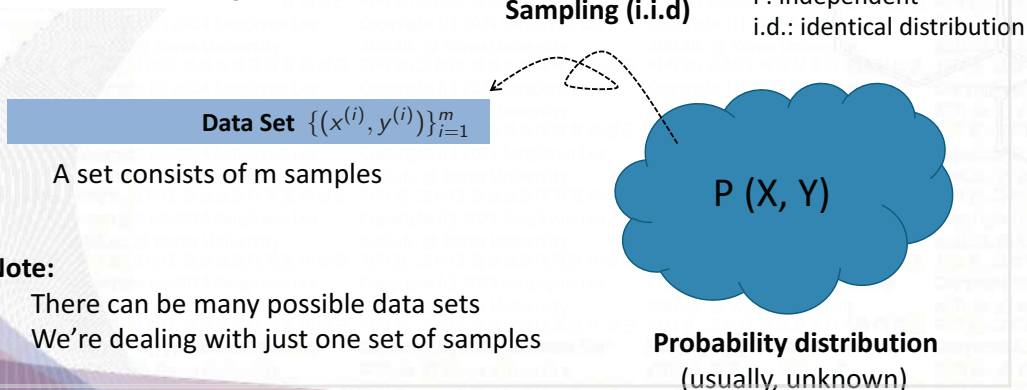 Sampling (i.i.d)
i.d.: identical distribution
Data Set {(x^{(i)}, y^{(i)})}_{i=1}^{m}
A set consists of m samples
P (X, Y)
Note:
There can be many possible data sets
We're dealing with just one set of samples
Probability distribution
(usually, unknown)